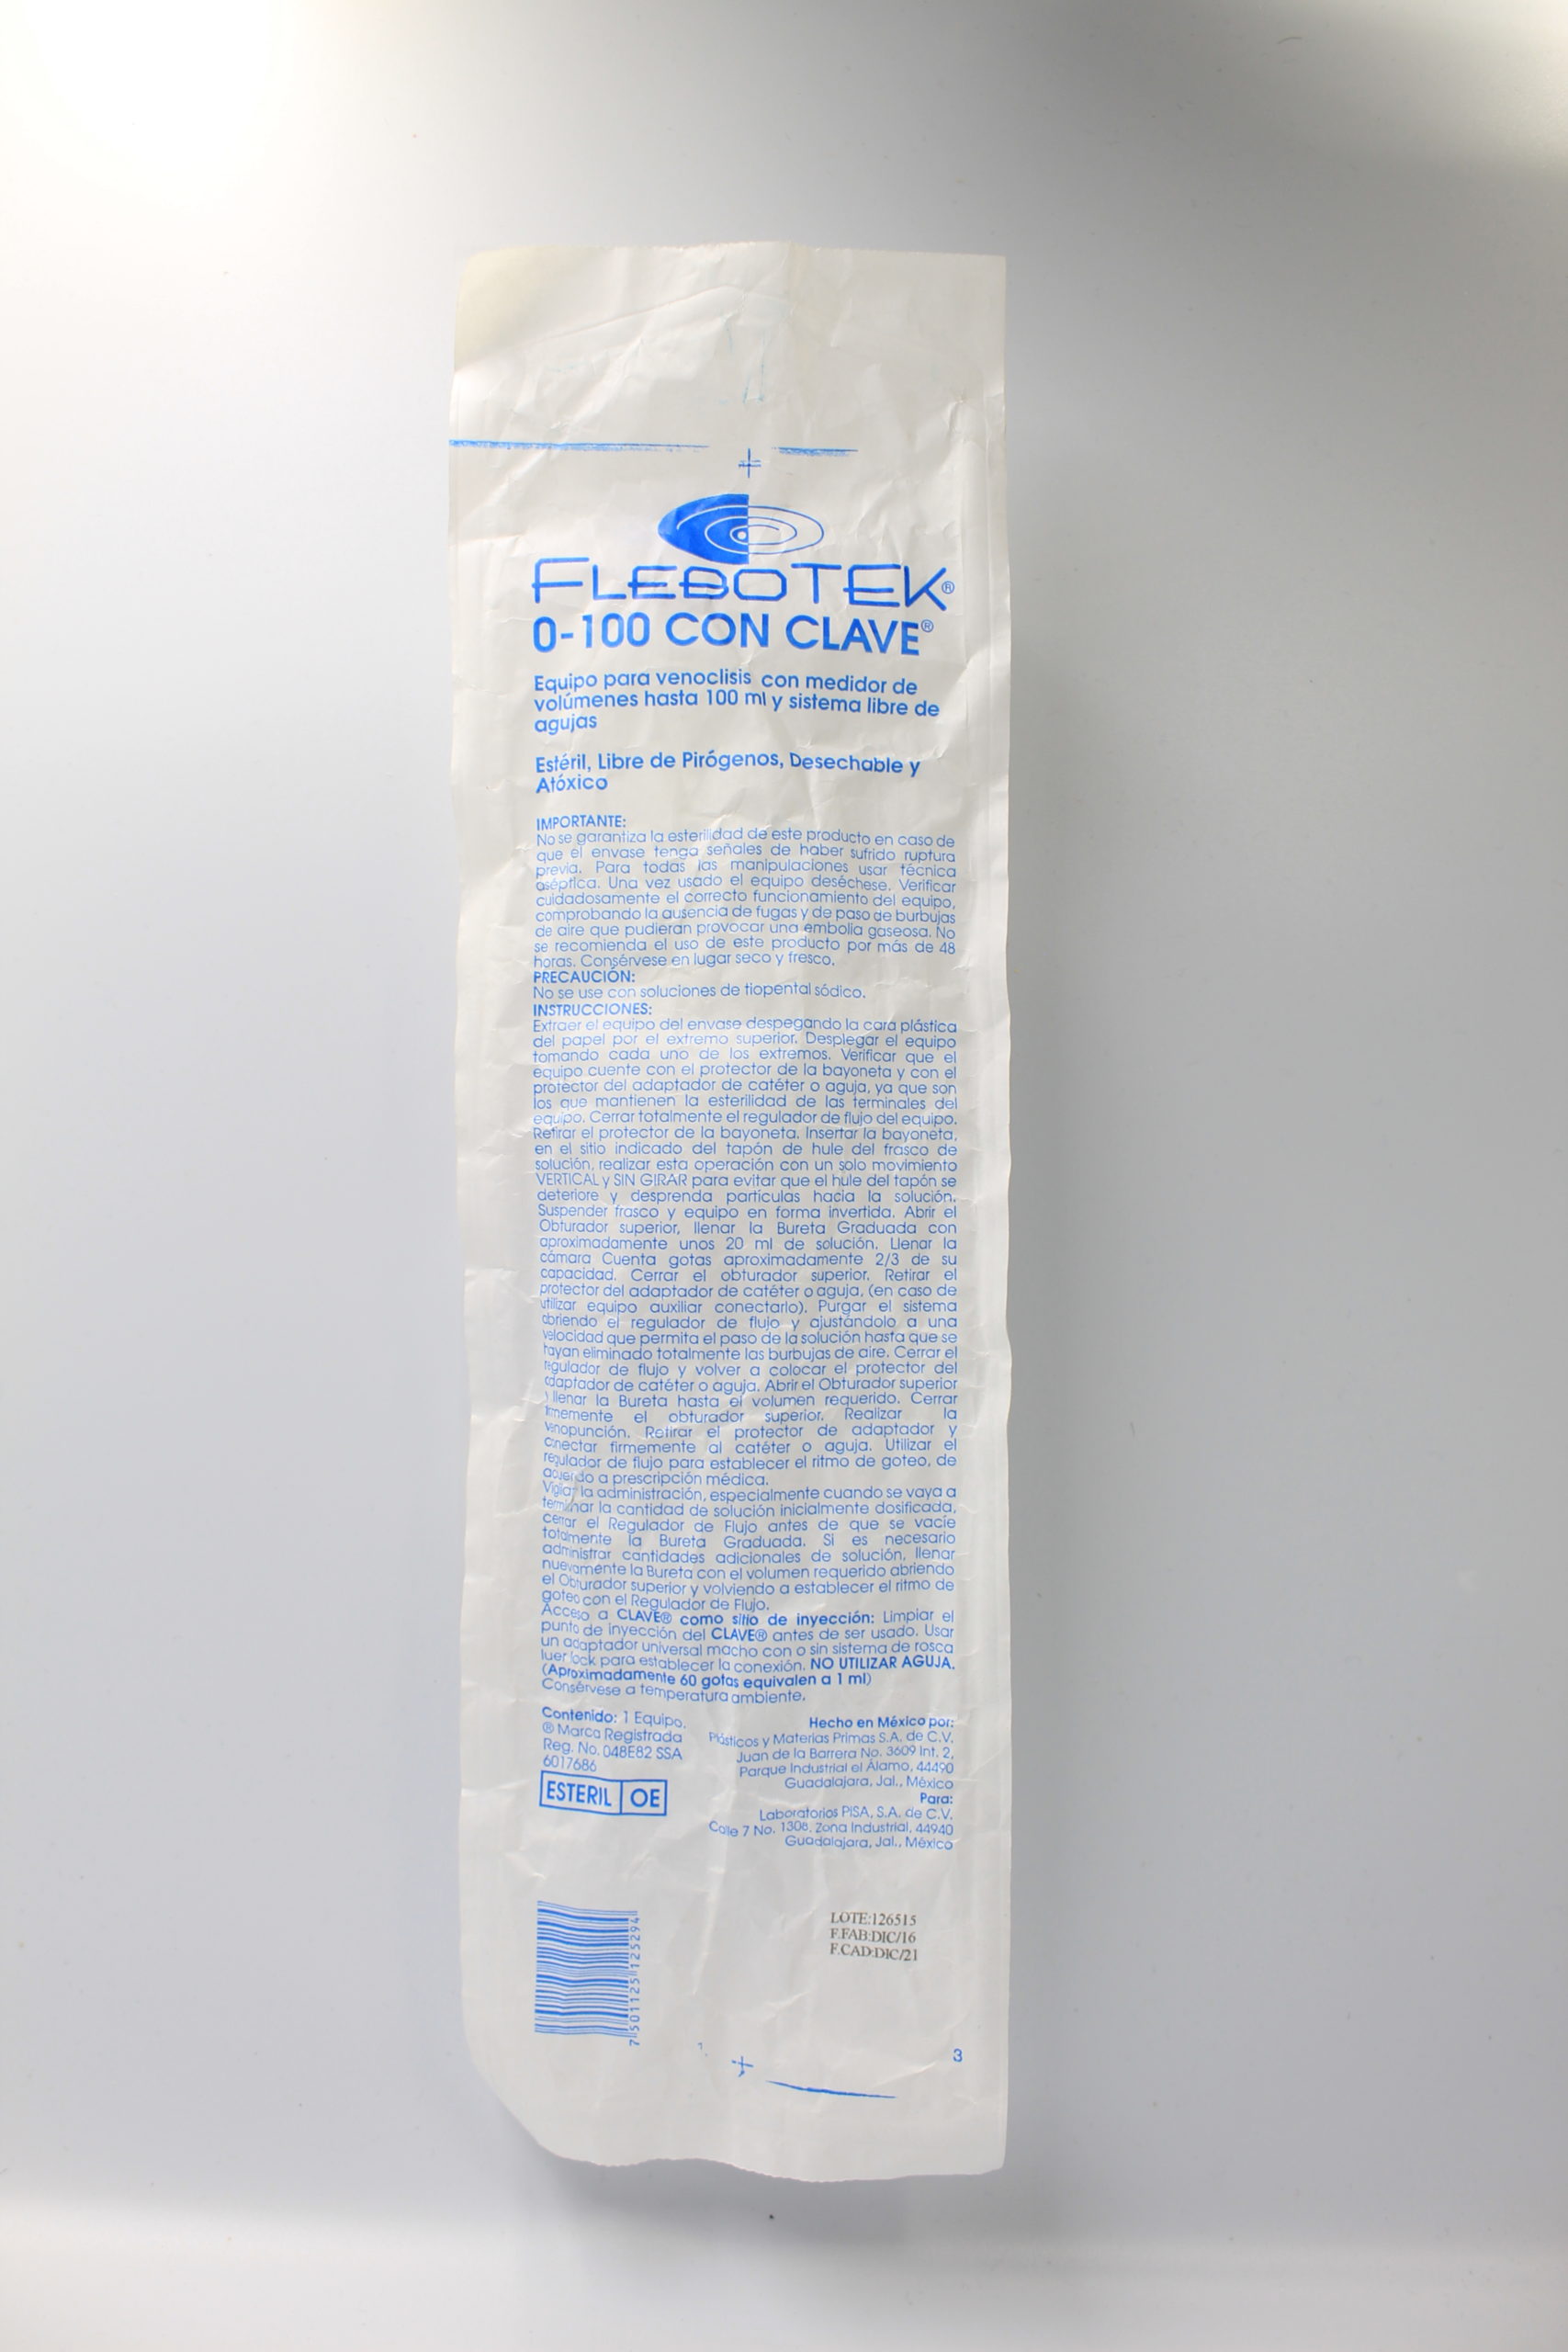 FLEBOTEK®
0-100 CON CLAVE®
Equipo para venoclisis con medidor de
volúmenes hasta 100 ml y sistema libre de
agujas
Estéril, Libre de Pirógenos, Desechable y
Atóxico
IMPORTANTE:
No se garantiza la esterilidad de este producto en caso de
que el envase tenga señales de haber sufrido ruptura
previa. Para todas las manipulaciones usar técnica
aséptica. Una vez usado el equipo deséchese. Verificar
cuidadosamente el correcto funcionamiento del equipo,
comprobando la ausencia de fugas y de paso de burbujas
de aire que pudieran provocar una embolia gaseosa. No
se recomienda el uso de este producto por más de 48
horas. Consérvese en lugar seco y fresco.
PRECAUCIÓN:
No se use con soluciones de tiopental sódico.
INSTRUCCIONES:
Extraer el equipo del envase despegando la cara plástica
del papel por el extremo superior. Desplegar el equipo
tomando cada uno de los extremos. Verificar que el
equipo cuente con el protector de la bayoneta y con el
protector del adaptador de catéter o aguja, ya que son
los que mantienen la esterilidad de las terminales del
equipo. Cerrar totalmente el regulador de flujo del equipo.
Retirar el protector de la bayoneta. Insertar la bayoneta,
en el sitio indicado del tapón de hule del frasco de
solución, realizar esta operación con un solo movimiento
VERTICAL y SIN GIRAR para evitar que el hule del tapón se
deteriore y desprenda partículas hacia la solución.
Suspender frasco y equipo en forma invertida. Abrir el
Obturador superior, llenar la Bureta Graduada con
aproximadamente unos 20 ml de solución. Llenar la
cámara Cuenta gotas aproximadamente 2/3 de su
capacidad. Cerrar el obturador superior. Retirar el
protector del adaptador de catéter o aguja, (en caso de
utilizar equipo auxiliar conectarlo). Purgar el sistema
abriendo el regulador de flujo y ajustándolo a una
velocidad que permita el paso de la solución hasta que se
hayan eliminado totalmente las burbujas de aire. Cerrar el
regulador de flujo y volver a colocar el protector del
adaptador de catéter o aguja. Abrir el Obturador superior
y llenar la Bureta hasta el volumen requerido. Cerrar
firmemente el obturador superior. Realizar la
venopunción. Retirar el protector de adaptador y
conectar firmemente al catéter o aguja. Utilizar el
regulador de flujo para establecer el ritmo de goteo, de
acuerdo a prescripción médica.
Vigilar la administración, especialmente cuando se vaya a
terminar la cantidad de solución inicialmente dosificada,
cerrar el Regulador de Flujo antes de que se vacíe
totalmente la Bureta Graduada. Si es necesario
administrar cantidades adicionales de solución, llenar
nuevamente la Bureta con el volumen requerido abriendo
el Obturador superior y volviendo a establecer el ritmo de
goteo con el Regulador de Flujo.
Acceso a CLAVE® como sitio de inyección: Limpiar el
punto de inyección del CLAVE® antes de ser usado. Usar
un adaptador universal macho con o sin sistema de rosca
luer lock para establecer la conexión. NO UTILIZAR AGUJA.
(Aproximadamente 60 gotas equivalen a 1 ml)
Consérvese a temperatura ambiente.
Contenido: 1 Equipo.
® Marca Registrada
Reg. No. 048E82 SSA
6017686
ESTERIL OE
Hecho en México por:
Plásticos y Materias Primas S.A. de C.V.
Juan de la Barrera No. 3609 Int. 2,
Parque Industrial el Álamo, 44490
Guadalajara, Jal., México
Para:
Laboratorios PiSA, S.A. de C.V.
Calle 7 No. 1308, Zona Industrial, 44940
Guadalajara, Jal., México
7 501125 125294
LOTE:126515
F.FAB:DIC/16
F.CAD:DIC/21
3